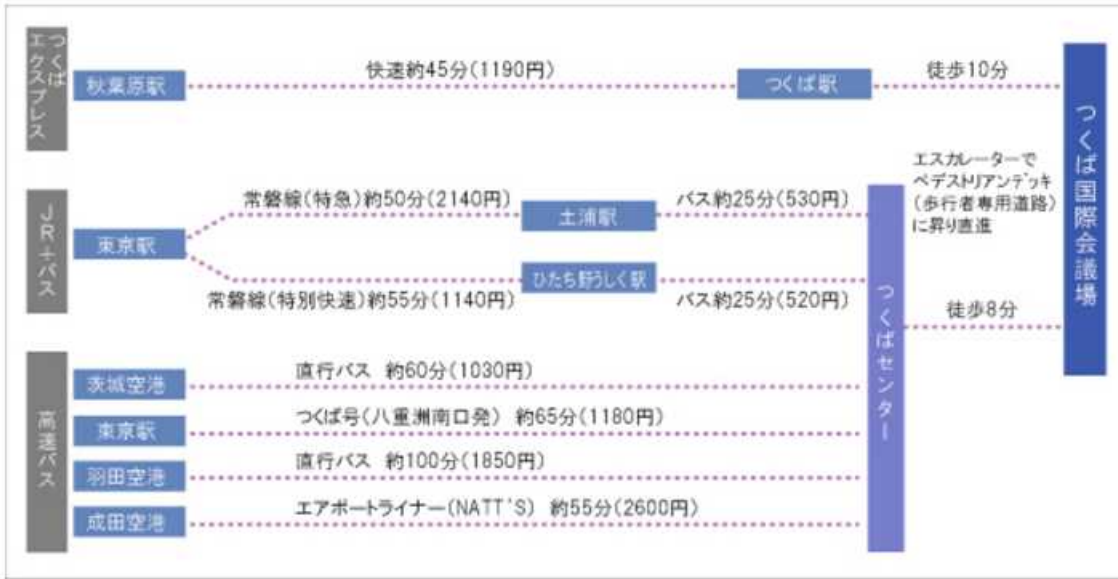 つくば
エクスプレス
秋葉原駅
快速約45分(1190円)
つくば駅
徒歩10分
つくば国際会議場
エスカレーターで
ペデストリアンデッキ
(歩行者専用道路)
に昇り直進
JR+バス
東京駅
常磐線(特急)約50分(2140円)
土浦駅
バス約25分(530円)
常磐線(特別快速)約55分(1140円)
ひたち野うしく駅
バス約25分(520円)
つくばセンター
徒歩8分
高速バス
茨城空港
直行バス 約60分(1030円)
東京駅
つくば号(八重洲南口発) 約65分(1180円)
羽田空港
直行バス 約100分(1850円)
成田空港
エアポートライナー(NATT'S) 約55分(2600円)